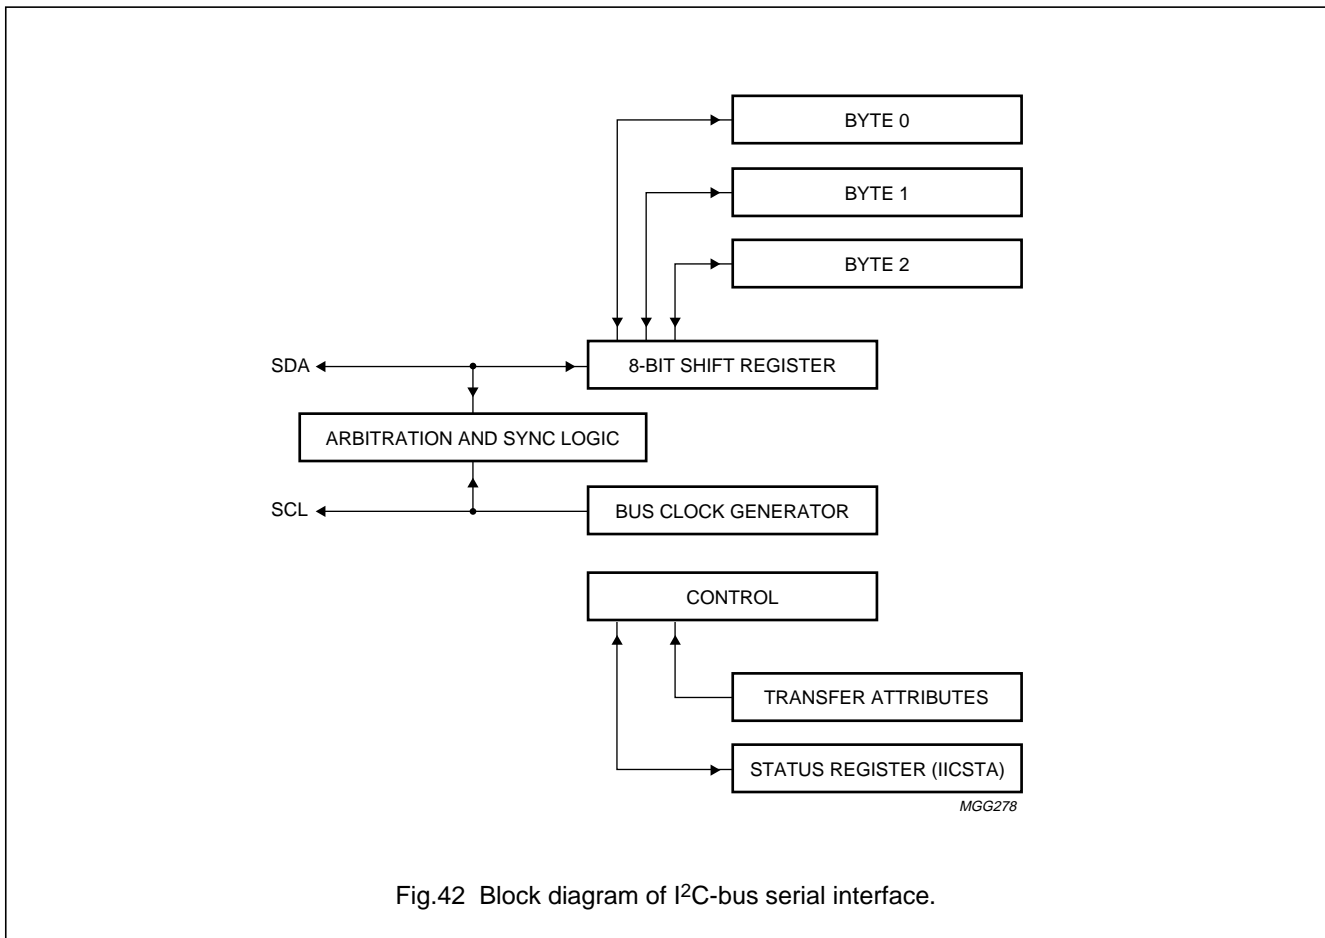 BYTE 0
BYTE 1
BYTE 2
SDA
8-BIT SHIFT REGISTER
ARBITRATION AND SYNC LOGIC
SCL
BUS CLOCK GENERATOR
CONTROL
TRANSFER ATTRIBUTES
STATUS REGISTER (IICSTA)
MGG278
Fig.42 Block diagram of I²C-bus serial interface.